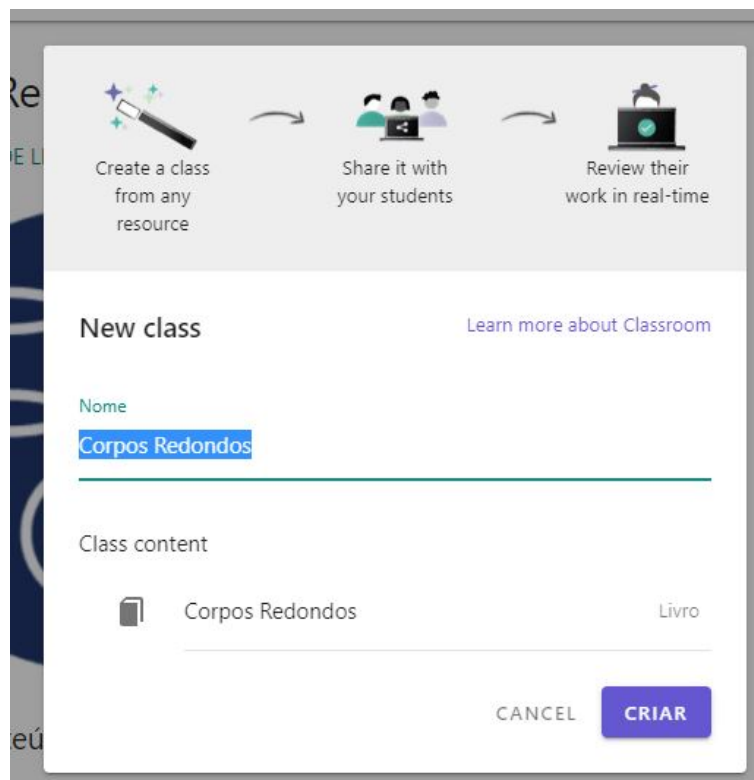 Re
Create a class
from any
resource
Share it with
your students
Review their
work in real-time
New class
Learn more about Classroom
Nome
Corpos Redondos
Class content
Corpos Redondos
Livro
CANCEL
CRIAR